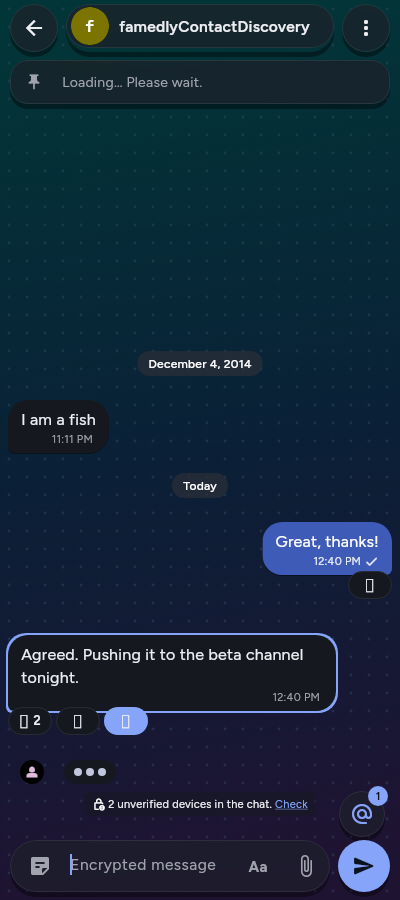 f famedlyContactDiscovery
Loading... Please wait.
December 4, 2014
I am a fish
11:11 PM
Today
Great, thanks!
12:40 PM
Agreed. Pushing it to the beta channel
tonight.
12:40 PM
2
2 unverified devices in the chat. Check
1
@
Encrypted message
Aa